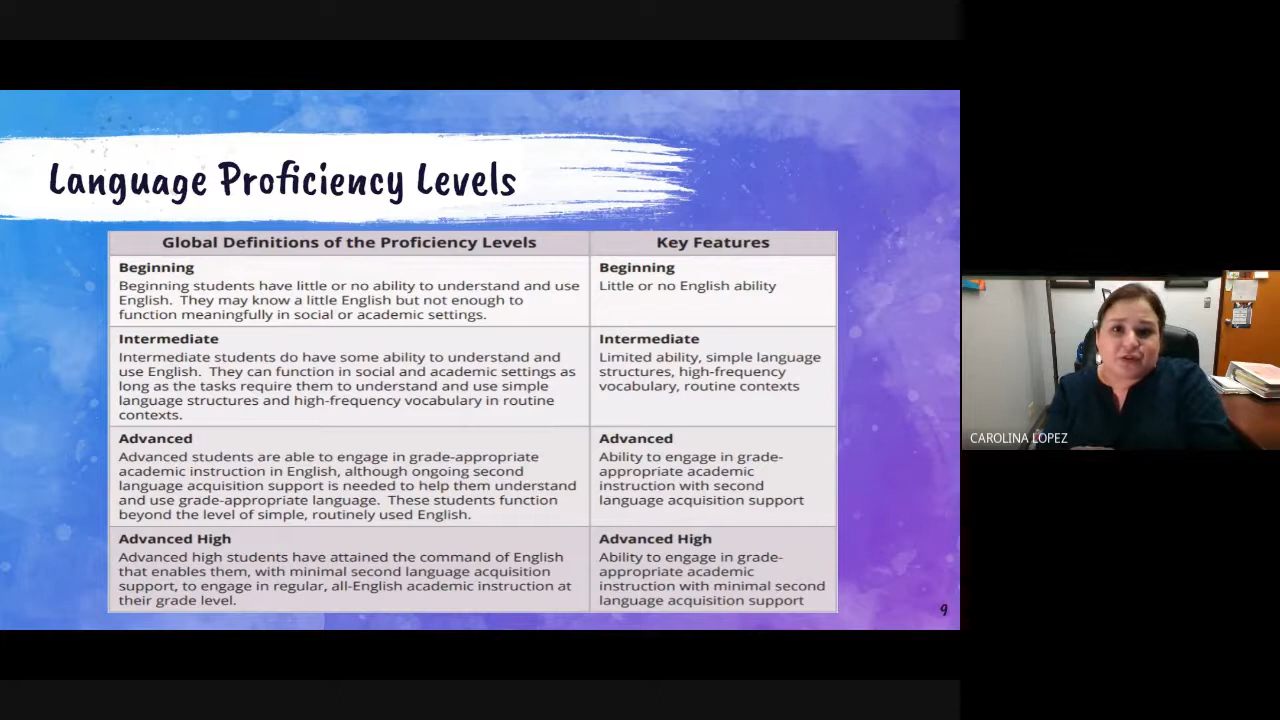 Language Proficiency Levels
Global Definitions of the Proficiency Levels
Key Features
Beginning
Beginning students have little or no ability to understand and use
English. They may know a little English but not enough to
function meaningfully in social or academic settings.
Beginning
Little or no English ability
Intermediate
Intermediate students do have some ability to understand and
use English. They can function in social and academic settings as
long as the tasks require them to understand and use simple
language structures and high-frequency vocabulary in routine
contexts.
Intermediate
Limited ability, simple language
structures, high-frequency
vocabulary, routine contexts
Advanced
Advanced students are able to engage in grade-appropriate
academic instruction in English, although ongoing second
language acquisition support is needed to help them understand
and use grade-appropriate language. These students function
beyond the level of simple, routinely used English.
Advanced
Ability to engage in grade-
appropriate academic
instruction with second
language acquisition support
Advanced High
Advanced high students have attained the command of English
that enables them, with minimal second language acquisition
support, to engage in regular, all-English academic instruction at
their grade level.
Advanced High
Ability to engage in grade-
appropriate academic
instruction with minimal second
language acquisition support
9
CAROLINA LOPEZ